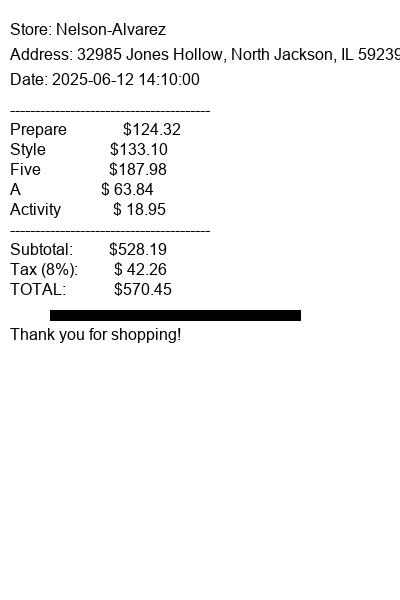 Store: Nelson-Alvarez
Address: 32985 Jones Hollow, North Jackson, IL 59239
Date: 2025-06-12 14:10:00
----------------------------------------
Prepare $124.32
Style $133.10
Five $187.98
A $ 63.84
Activity $ 18.95
----------------------------------------
Subtotal: $528.19
Tax (8%): $ 42.26
TOTAL: $570.45
Thank you for shopping!